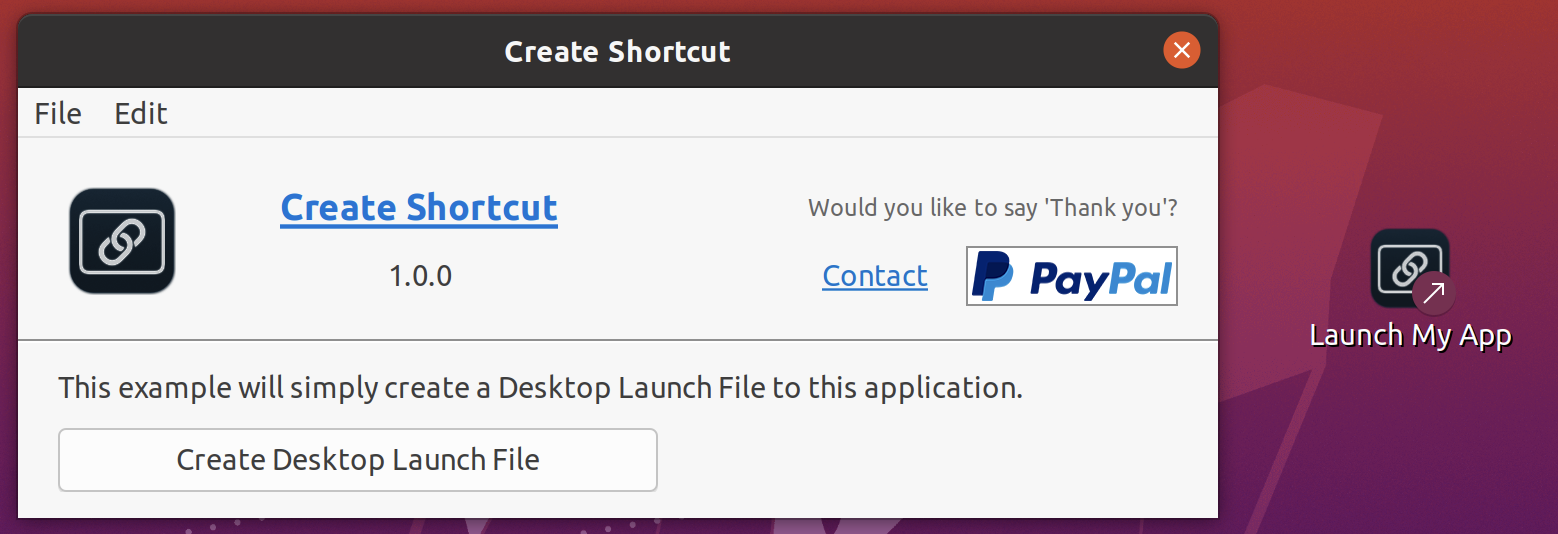 Create Shortcut
File Edit
Create Shortcut
1.0.0
Would you like to say 'Thank you'?
Contact
PayPal
This example will simply create a Desktop Launch File to this application.
Create Desktop Launch File
Launch My App